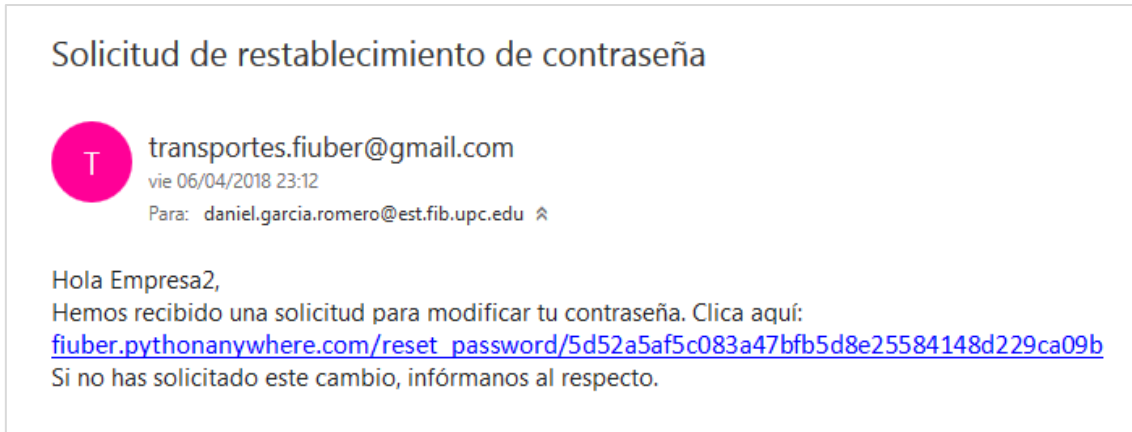 Solicitud de restablecimiento de contraseña
T
transportes.fiuber@gmail.com
vie 06/04/2018 23:12
Para: daniel.garcia.romero@est.fib.upc.edu
Hola Empresa2,
Hemos recibido una solicitud para modificar tu contraseña. Clica aquí:
fiuber.pythonanywhere.com/reset_password/5d52a5af5c083a47bfb5d8e25584148d229ca09b
Si no has solicitado este cambio, infórmanos al respecto.